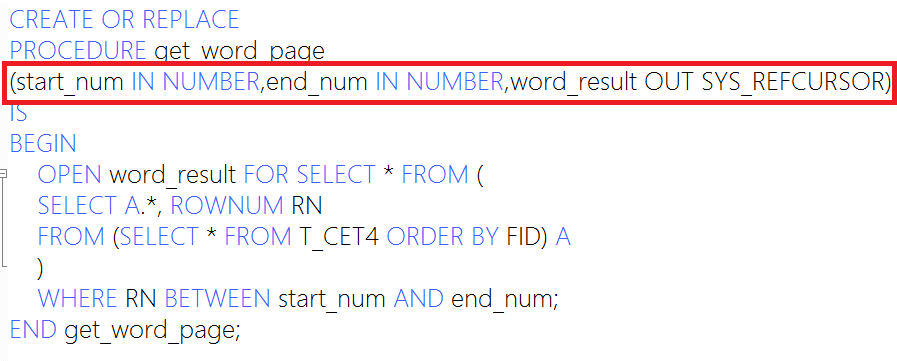 CREATE OR REPLACE
PROCEDURE get_word_page
(start_num IN NUMBER,end_num IN NUMBER,word_result OUT SYS_REFCURSOR)
IS
BEGIN
OPEN word_result FOR SELECT * FROM (
SELECT A.*, ROWNUM RN
FROM (SELECT * FROM T_CET4 ORDER BY FID) A
)
WHERE RN BETWEEN start_num AND end_num;
END get_word_page;